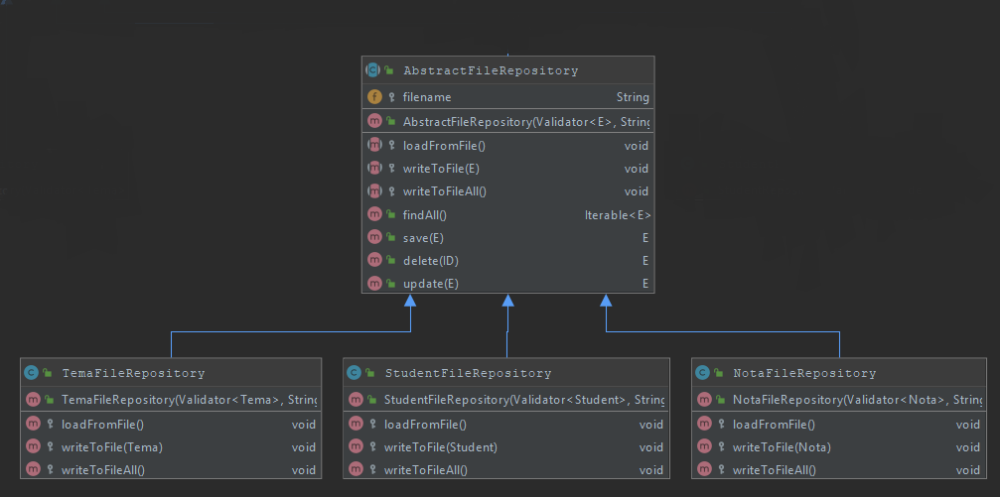 AbstractFileRepository
filename String
AbstractFileRepository(Validator<E>, String
loadFromFile() void
writeToFile(E) void
writeToFileAll() void
findAll() Iterable<E>
save(E) E
delete(ID) E
update(E) E
TemaFileRepository
TemaFileRepository(Validator<Tema>, String
loadFromFile() void
writeToFile(Tema) void
writeToFileAll() void
StudentFileRepository
StudentFileRepository(Validator<Student>, String
loadFromFile() void
writeToFile(Student) void
writeToFileAll() void
NotaFileRepository
NotaFileRepository(Validator<Nota>, String
loadFromFile() void
writeToFile(Nota) void
writeToFileAll() void